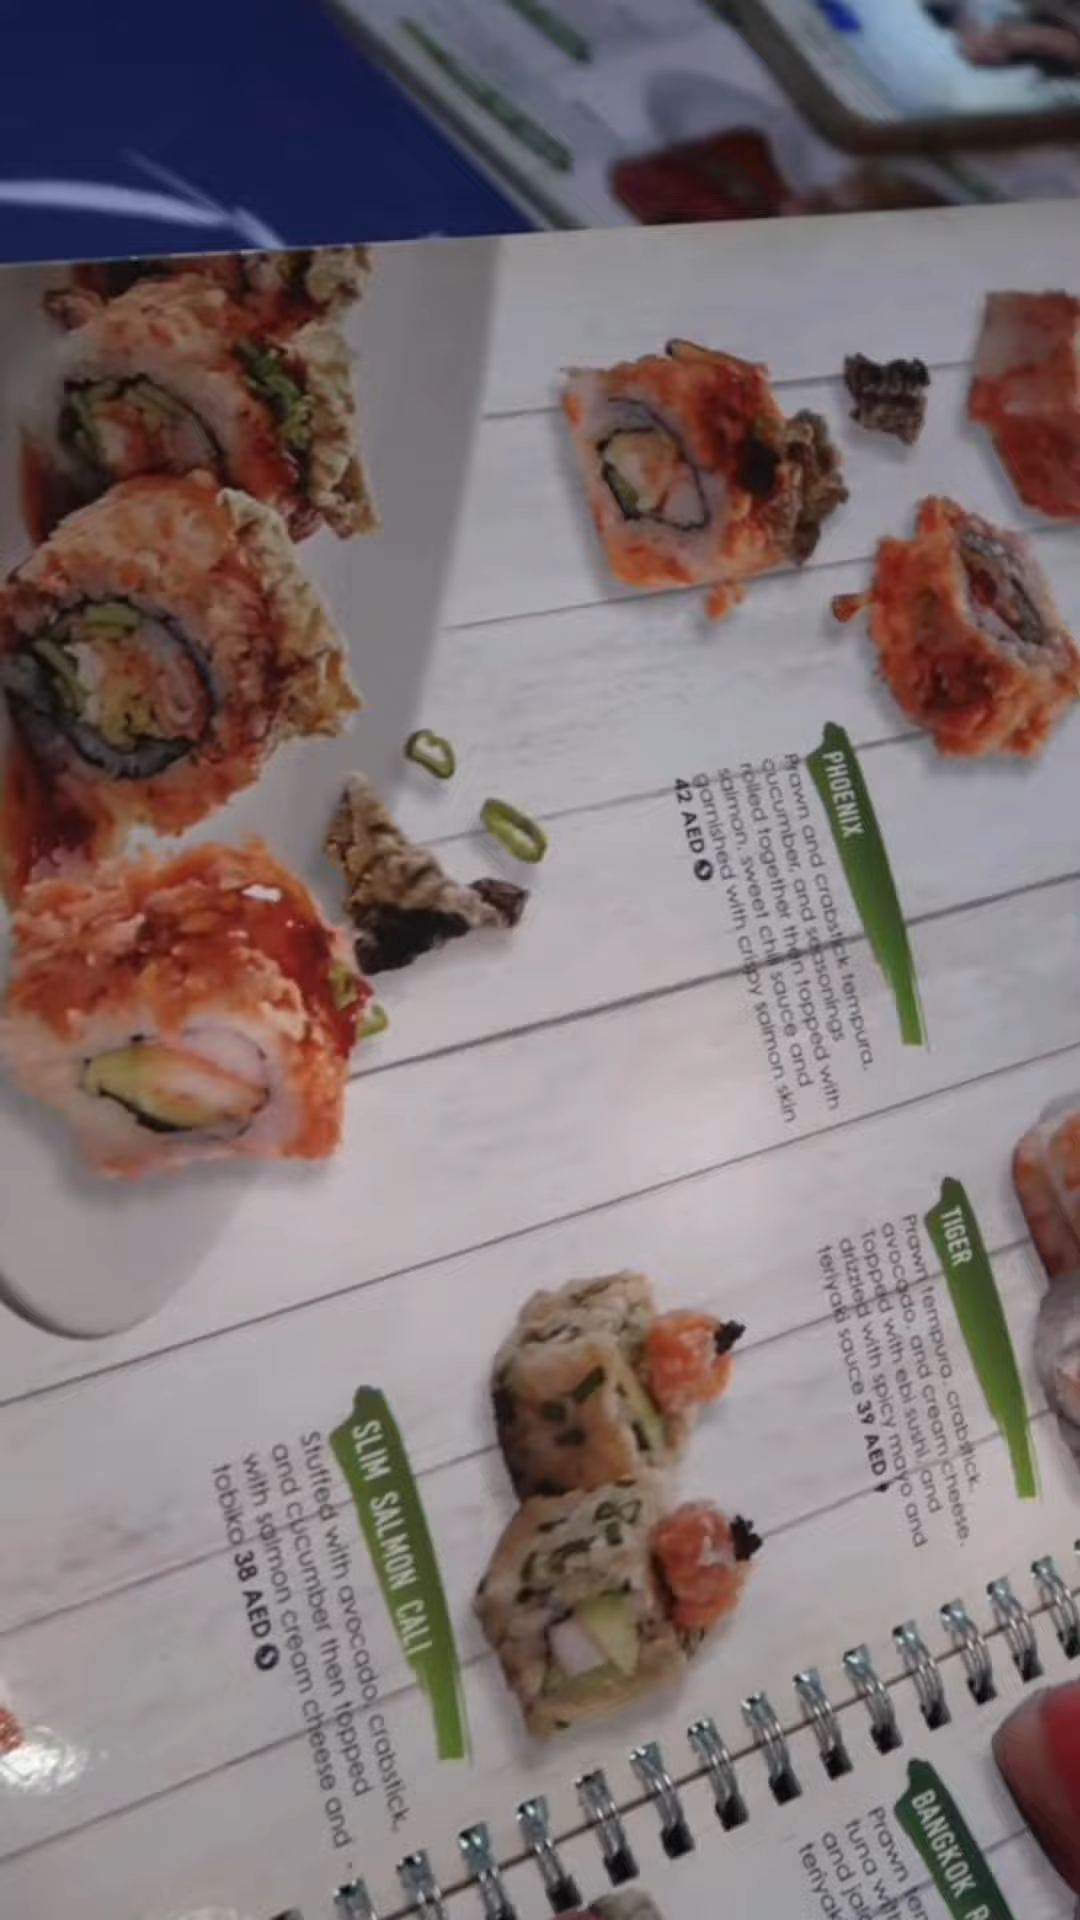 PHOENIX
Prawn and crabstick tempura,
cucumber, and seasonings
rolled together then topped with
salmon, sweet chili sauce and
garnished with crispy salmon skin
42 AED
TIGER
Prawn tempura, crabstick,
avocado, and cream cheese.
Topped with ebi sushi, and
drizzled with spicy mayo and
teriyaki sauce 39 AED
SLIM SALMON CALI
Stuffed with avocado, crabstick,
and cucumber then topped
with salmon cream cheese and
tobiko 38 AED
BANGKOK
Prawn
tuna
and